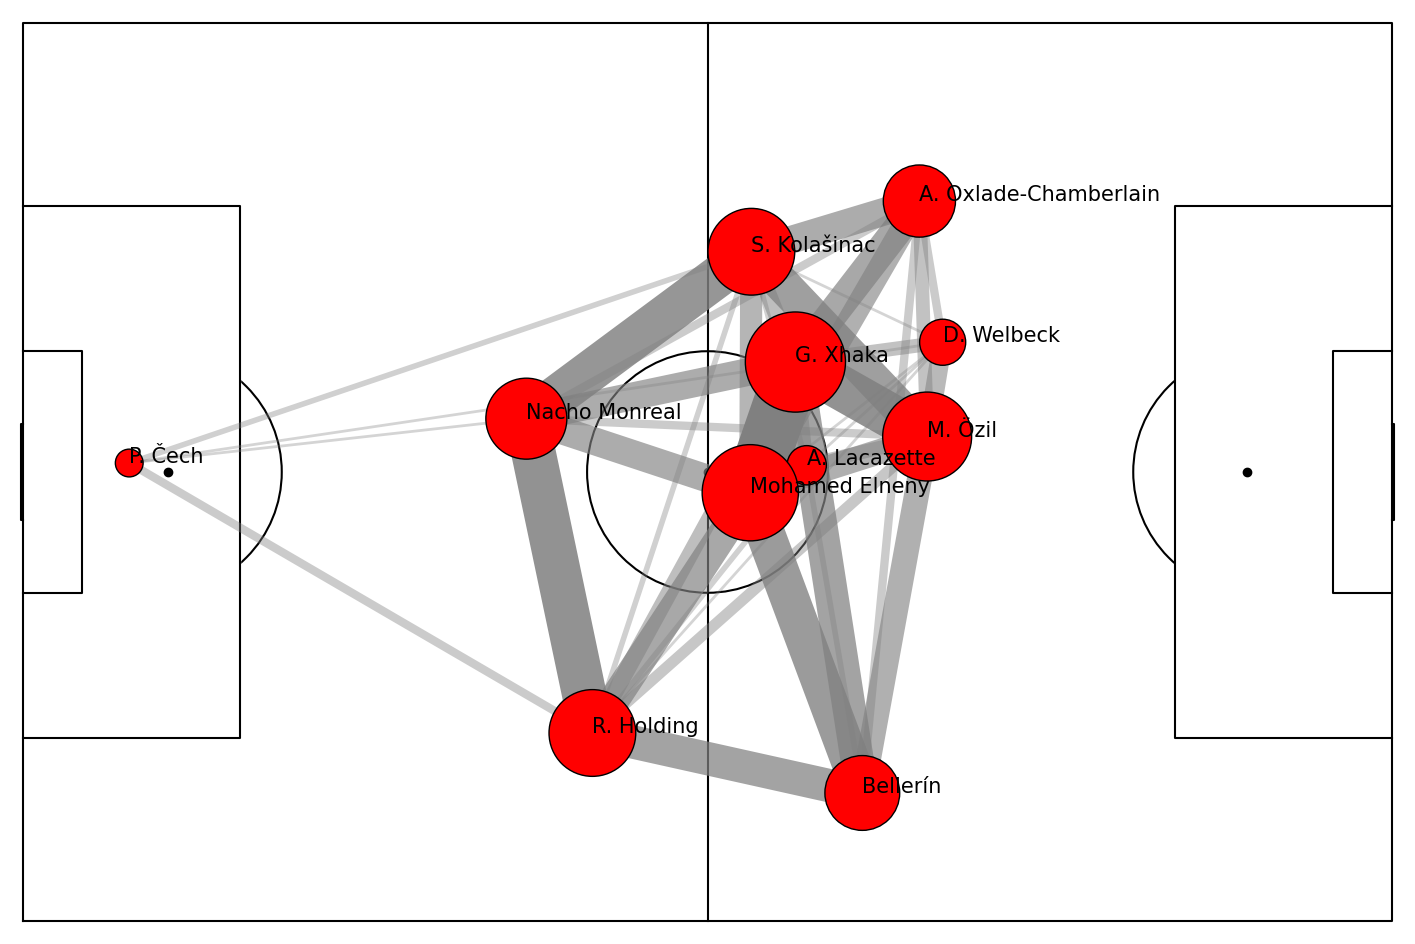 A. Oxlade-Chamberlain
S. Kolašinac
D. Welbeck
G. Xhaka
Nacho Monreal
M. Özil
P. Čech
A. Lacazette
Mohamed Elneny
R. Holding
Bellerín